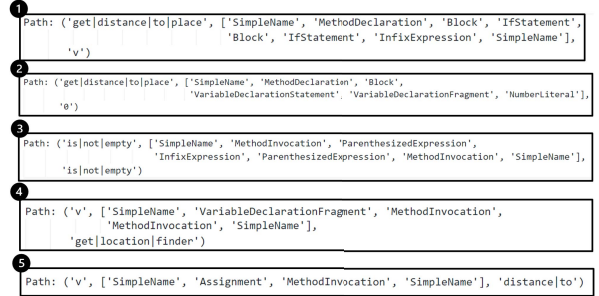 1
Path: ('get|distance|to|place', ['SimpleName', 'MethodDeclaration', 'Block', 'IfStatement',
'Block', 'IfStatement', 'InfixExpression', 'SimpleName'],
'v')
2
Path: ('get|distance|to|place', ['SimpleName', 'MethodDeclaration', 'Block',
'VariableDeclarationStatement', 'VariableDeclarationFragment', 'NumberLiteral'],
'0')
3
Path: ('is|not|empty', ['SimpleName', 'MethodInvocation', 'ParenthesizedExpression',
'InfixExpression', 'ParenthesizedExpression', 'MethodInvocation', 'SimpleName'],
'is|not|empty')
4
Path: ('v', ['SimpleName', 'VariableDeclarationFragment', 'MethodInvocation',
'MethodInvocation', 'SimpleName'],
'get|location|finder')
5
Path: ('v', ['SimpleName', 'Assignment', 'MethodInvocation', 'SimpleName'], 'distance|to')